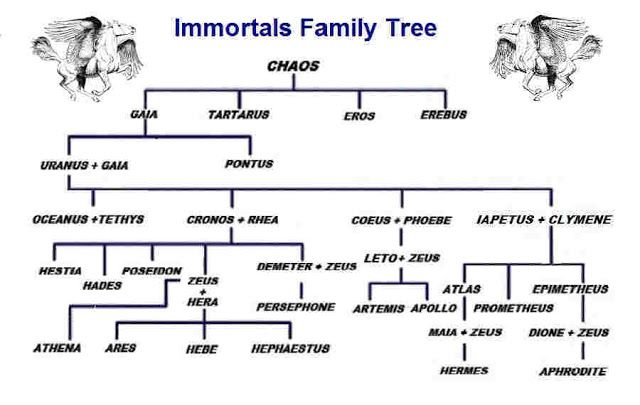 Immortals Family Tree
CHAOS
GAIA TARTARUS EROS EREBUS
URANUS + GAIA PONTUS
OCEANUS +TETHYS CRONOS + RHEA COEUS + PHOEBE IAPETUS + CLYMENE
HESTIA HADES POSEIDON ZEUS + HERA DEMETER + ZEUS LETO + ZEUS ATLAS PROMETHEUS EPIMETHEUS
PERSEPHONE ARTEMIS APOLLO MAIA + ZEUS DIONE + ZEUS
ATHENA ARES HEBE HEPHAESTUS HERMES APHRODITE